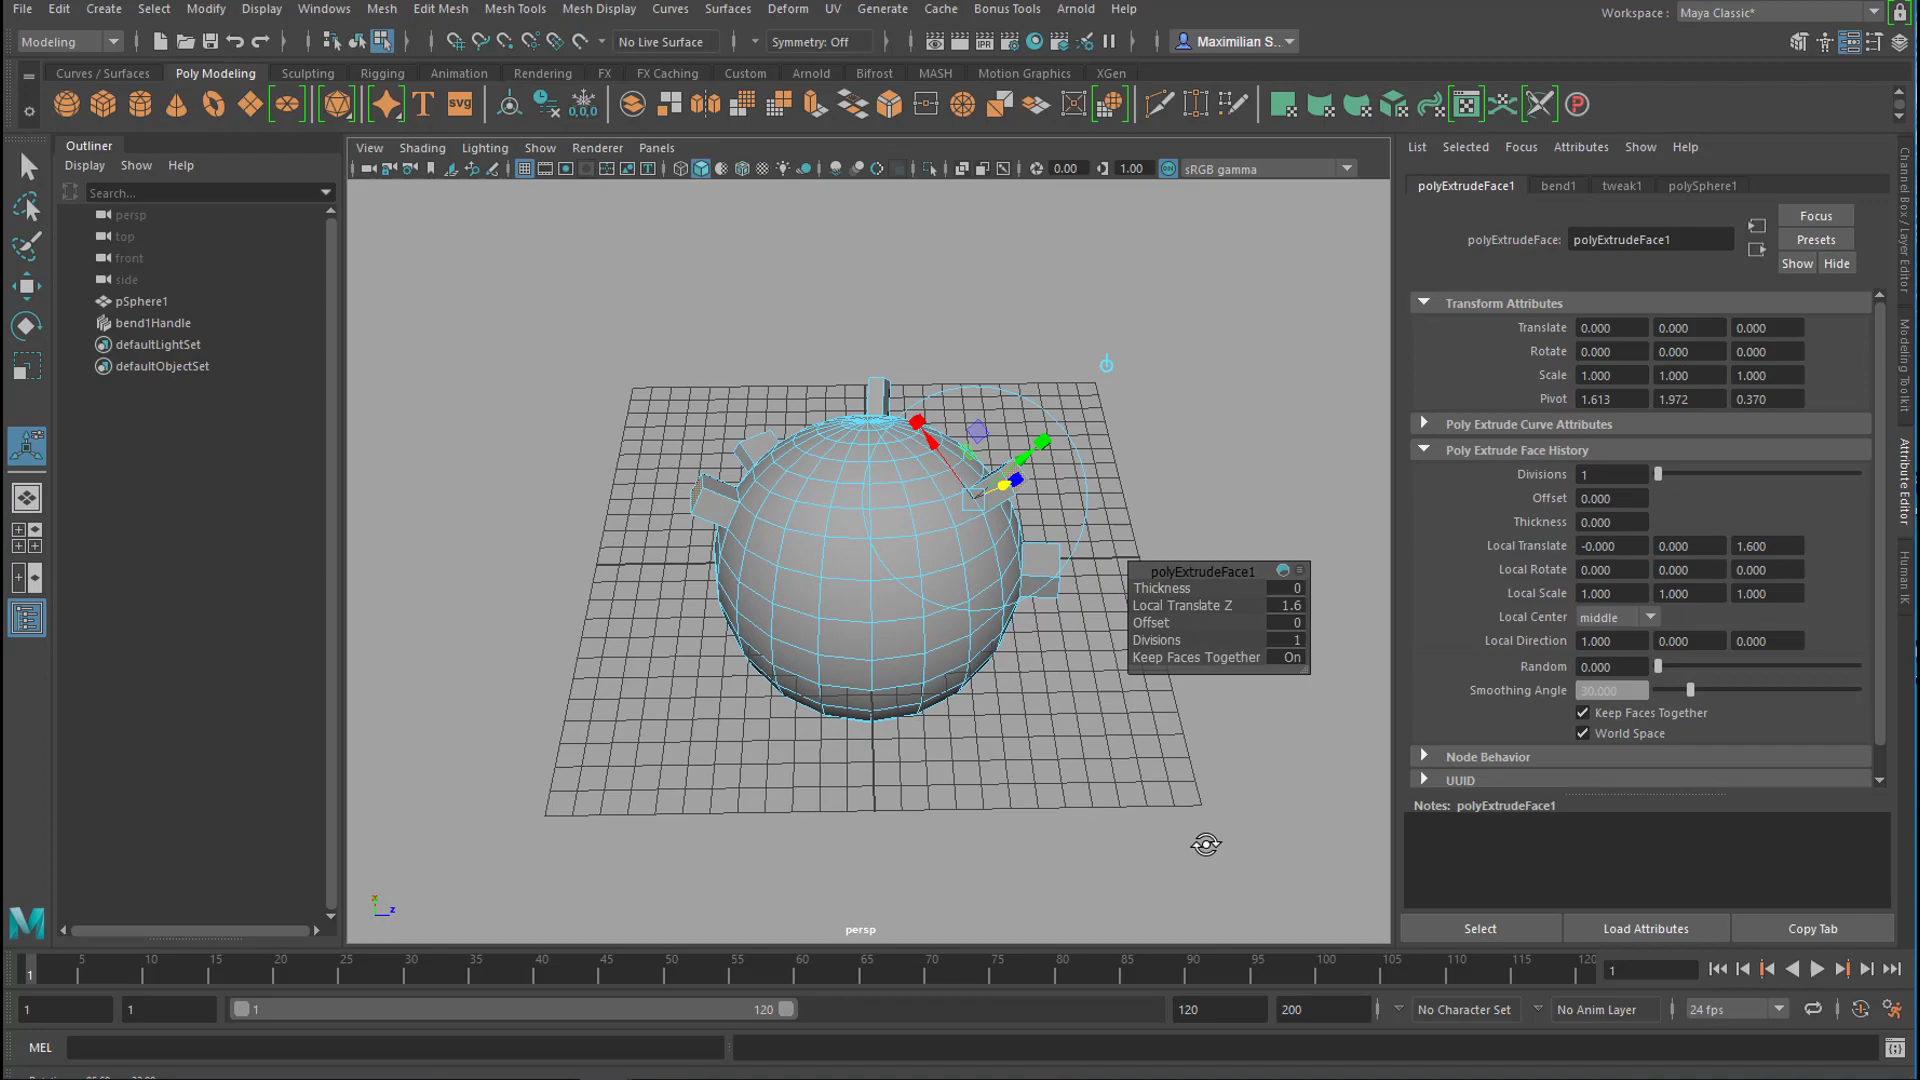 File Edit Create Select Modify Display Windows Mesh Edit Mesh Mesh Tools Mesh Display Curves Surfaces Deform UV Generate Cache Bonus Tools Arnold Help
Workspace : Maya Classic*
Modeling No Live Surface Symmetry: Off Maximilian S...
Curves / Surfaces Poly Modeling Sculpting Rigging Animation Rendering FX FX Caching Custom Arnold Bifrost MASH Motion Graphics XGen
T svg 0,0,0 P
Outliner
Display Show Help
Search...
persp
top
front
side
pSphere1
bend1Handle
defaultLightSet
defaultObjectSet
View Shading Lighting Show Renderer Panels
0.00 1.00 sRGB gamma
polyExtrudeFace1
Thickness 0
Local Translate Z 1.6
Offset 0
Divisions 1
Keep Faces Together On
z
persp
List Selected Focus Attributes Show Help
polyExtrudeFace1 bend1 tweak1 polySphere1
polyExtrudeFace: polyExtrudeFace1
Focus
Presets
Show Hide
Transform Attributes
Translate 0.000 0.000 0.000
Rotate 0.000 0.000 0.000
Scale 1.000 1.000 1.000
Pivot 1.613 1.972 0.370
Poly Extrude Curve Attributes
Poly Extrude Face History
Divisions 1
Offset 0.000
Thickness 0.000
Local Translate -0.000 0.000 1.600
Local Rotate 0.000 0.000 0.000
Local Scale 1.000 1.000 1.000
Local Center middle
Local Direction 1.000 0.000 0.000
Random 0.000
Smoothing Angle 30.000
Keep Faces Together
World Space
Node Behavior
UUID
Notes: polyExtrudeFace1
Select Load Attributes Copy Tab
Channel Box / Layer Editor
Modeling Toolkit
Attribute Editor
Human IK
1 5 10 15 20 25 30 35 40 45 50 55 60 65 70 75 80 85 90 95 100 105 110 115 120 1
1 1 1 120 120 200 No Character Set No Anim Layer 24 fps
MEL